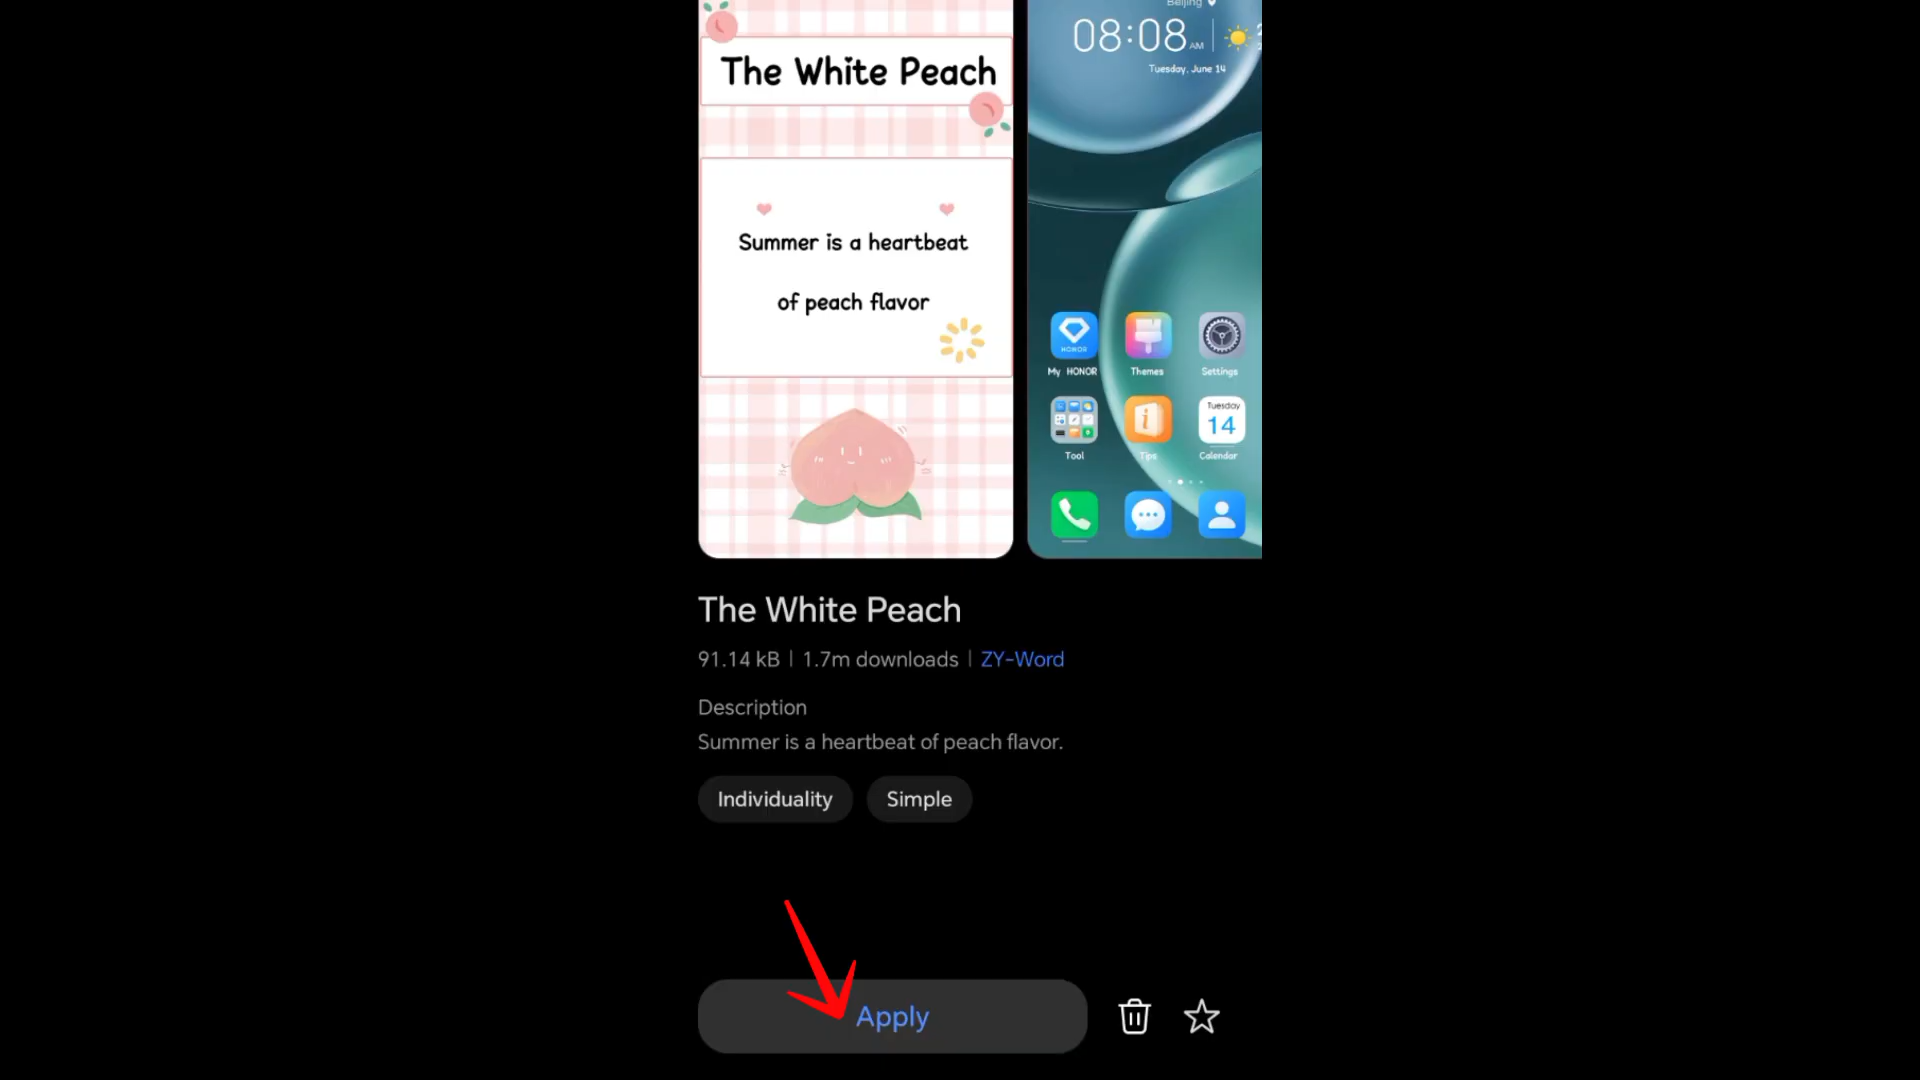 The White Peach
Summer is a heartbeat
of peach flavor
Beijing
08:08 AM
Tuesday, June 14
HONOR
My HONOR
Themes
Settings
Tuesday
14
Tool
Tips
Calendar
The White Peach
91.14 kB | 1.7m downloads | ZY-Word
Description
Summer is a heartbeat of peach flavor.
Individuality
Simple
Apply